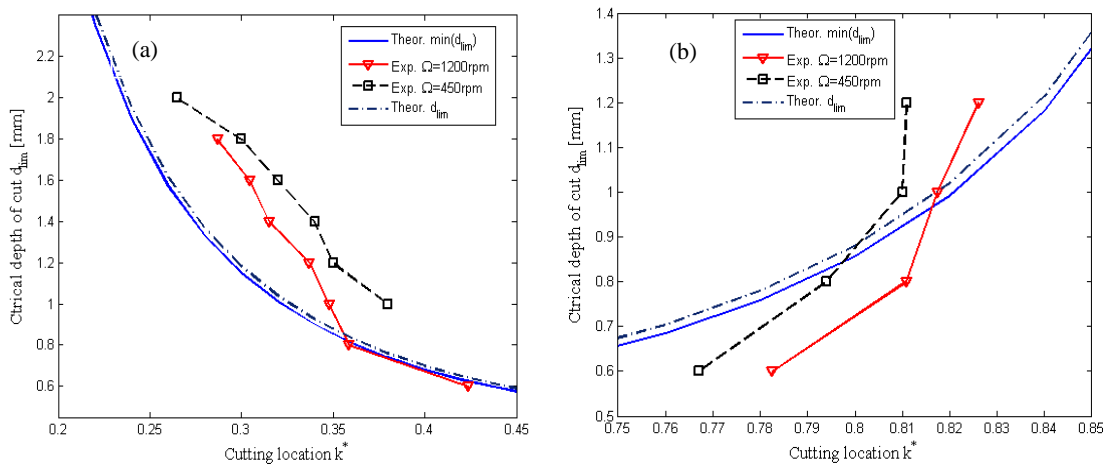 (a)
Theor. min(d_lim)
Exp. Ω=1200rpm
Exp. Ω=450rpm
Theor. d_lim
Ctrical depth of cut d_lim [mm]
2.2
2
1.8
1.6
1.4
1.2
1
0.8
0.6
0.2 0.25 0.3 0.35 0.4 0.45
Cutting location k*
(b)
Theor. min(d_lim)
Exp. Ω=1200rpm
Exp. Ω=450rpm
Theor. d_lim
Ctrical depth of cut d_lim [mm]
1.4
1.3
1.2
1.1
1
0.9
0.8
0.7
0.6
0.5
0.75 0.76 0.77 0.78 0.79 0.8 0.81 0.82 0.83 0.84 0.85
Cutting location k*